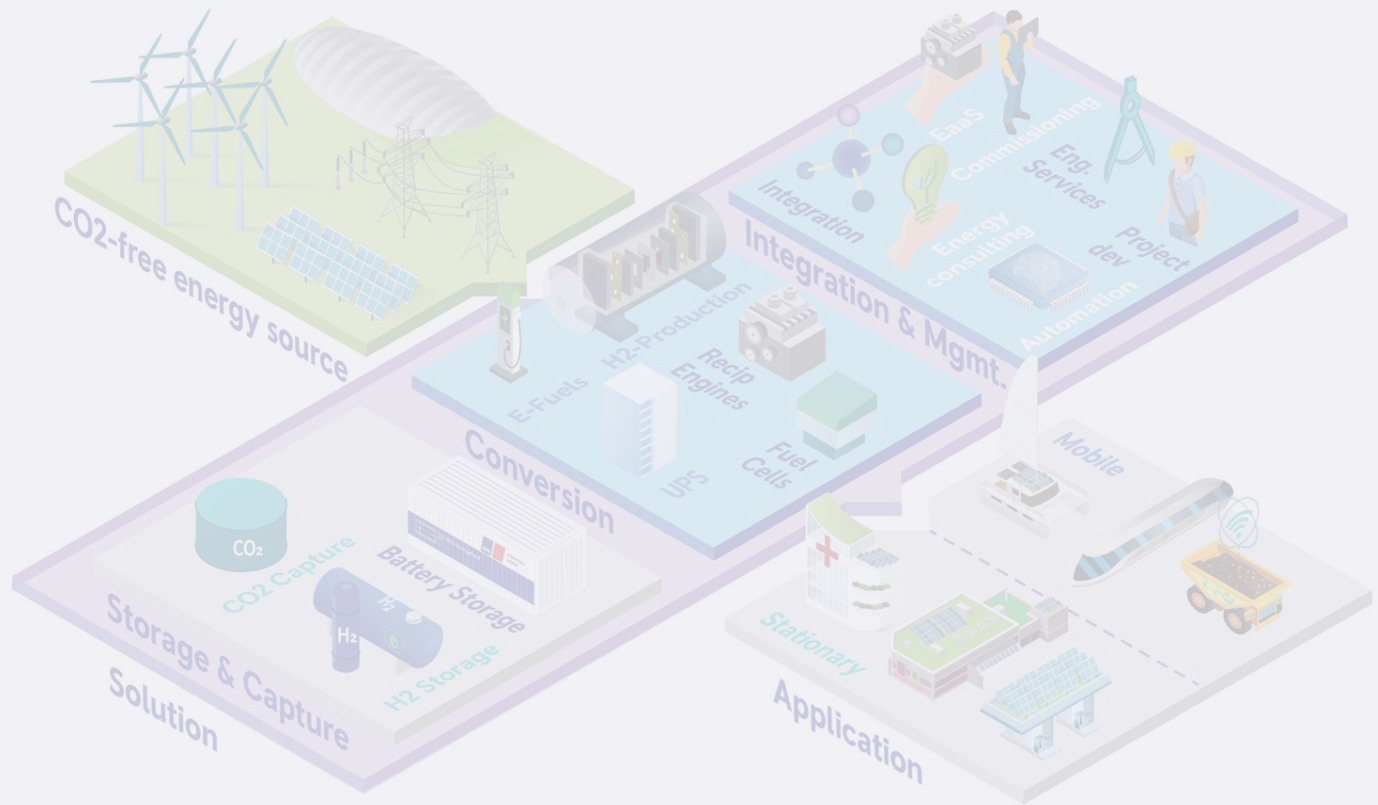 CO2-free energy source
EaaS
Commissioning
Eng.
Services
Integration
Energy
consulting
Project
dev
Automation
Integration & Mgmt.
H2-Production
Recip
Engines
E-Fuels
UPS
Fuel
Cells
Conversion
CO₂
CO2 Capture
Battery Storage
H₂
H₂
H2 Storage
Storage & Capture
Solution
Mobile
Stationary
Application